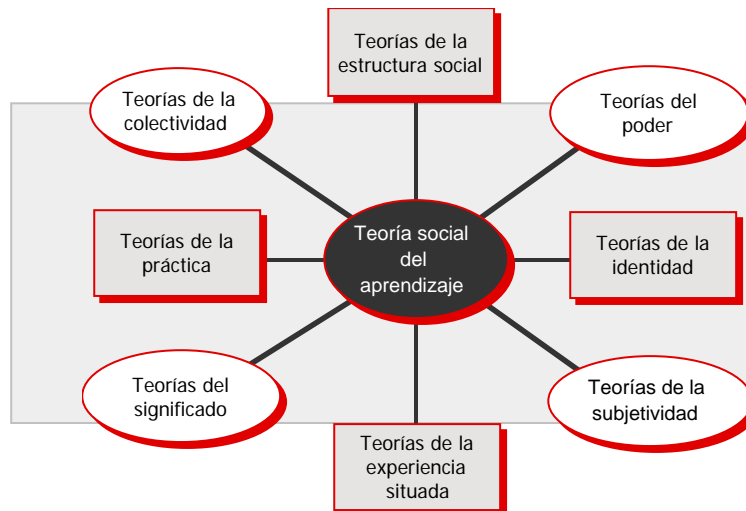 Teorías de la
estructura social
Teorías de la
colectividad
Teorías del
poder
Teorías de la
práctica
Teoría social
del
aprendizaje
Teorías de la
identidad
Teorías del
significado
Teorías de la
subjetividad
Teorías de la
experiencia
situada